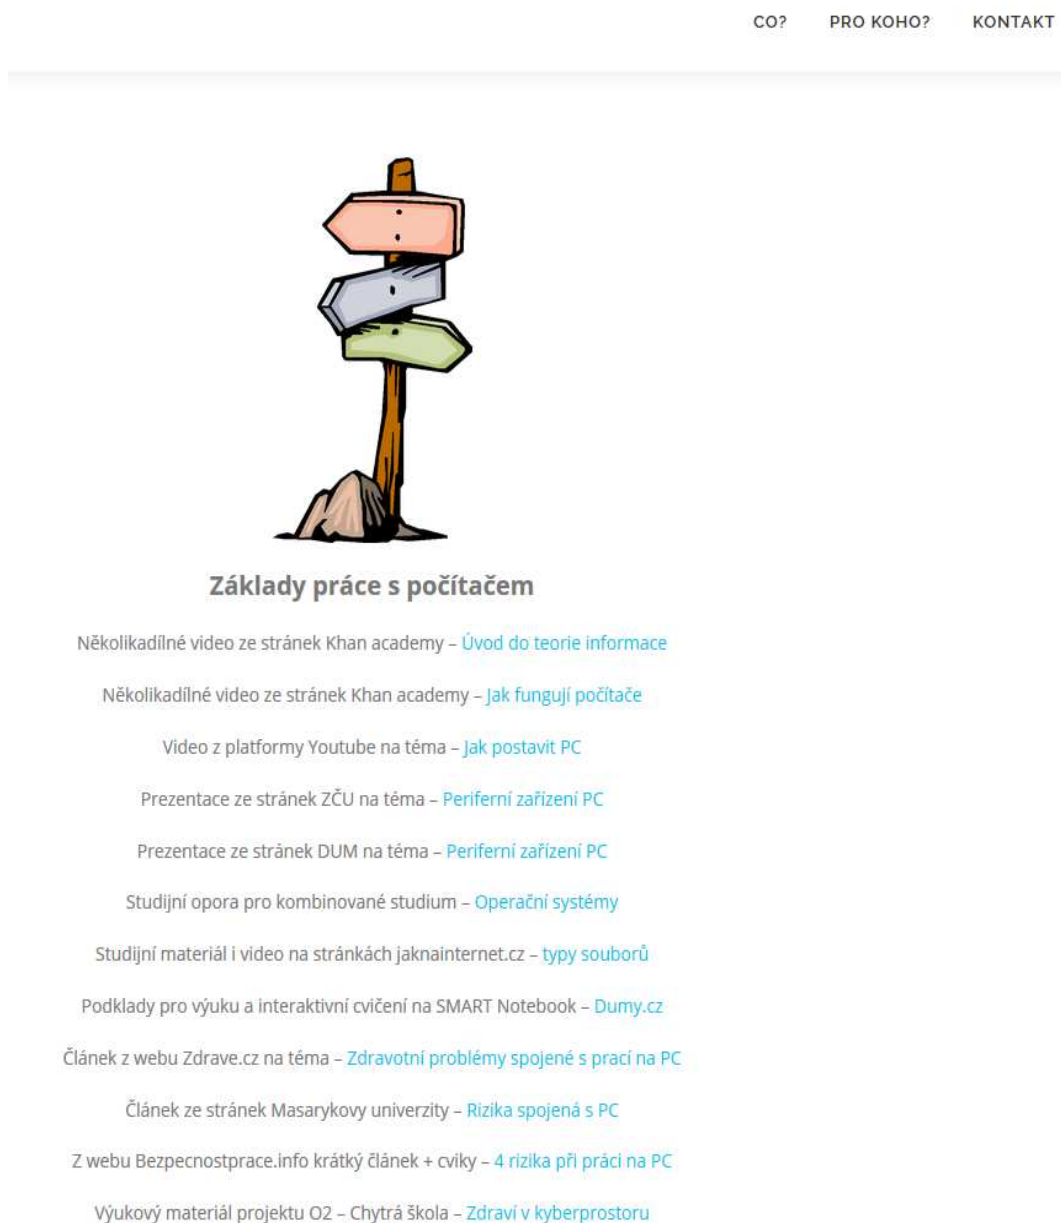 CO? PRO KOHO? KONTAKT
Základy práce s počítačem
Několikadílné video ze stránek Khan academy – Úvod do teorie informace
Několikadílné video ze stránek Khan academy – Jak fungují počítače
Video z platformy Youtube na téma – Jak postavit PC
Prezentace ze stránek ZČU na téma – Periferní zařízení PC
Prezentace ze stránek DUM na téma – Periferní zařízení PC
Studijní opora pro kombinované studium – Operační systémy
Studijní materiál i video na stránkách jaknainternet.cz – typy souborů
Podklady pro výuku a interaktivní cvičení na SMART Notebook – Dumy.cz
Článek z webu Zdrave.cz na téma – Zdravotní problémy spojené s prací na PC
Článek ze stránek Masarykovy univerzity – Rizika spojená s PC
Z webu Bezpecnostprace.info krátký článek + cviky – 4 rizika při práci na PC
Výukový materiál projektu O2 – Chytrá škola – Zdraví v kyberprostoru